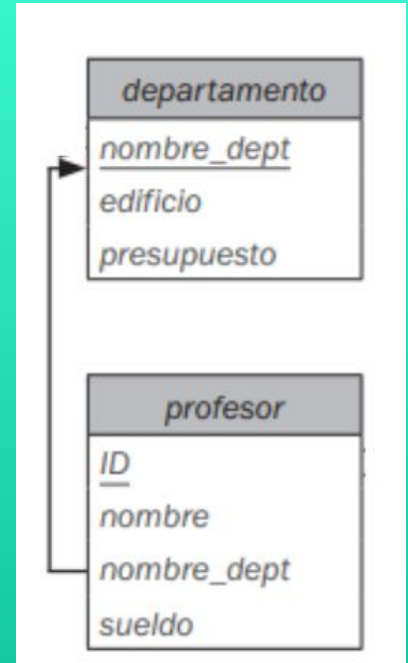 departamento
nombre_dept
edificio
presupuesto
profesor
ID
nombre
nombre_dept
sueldo